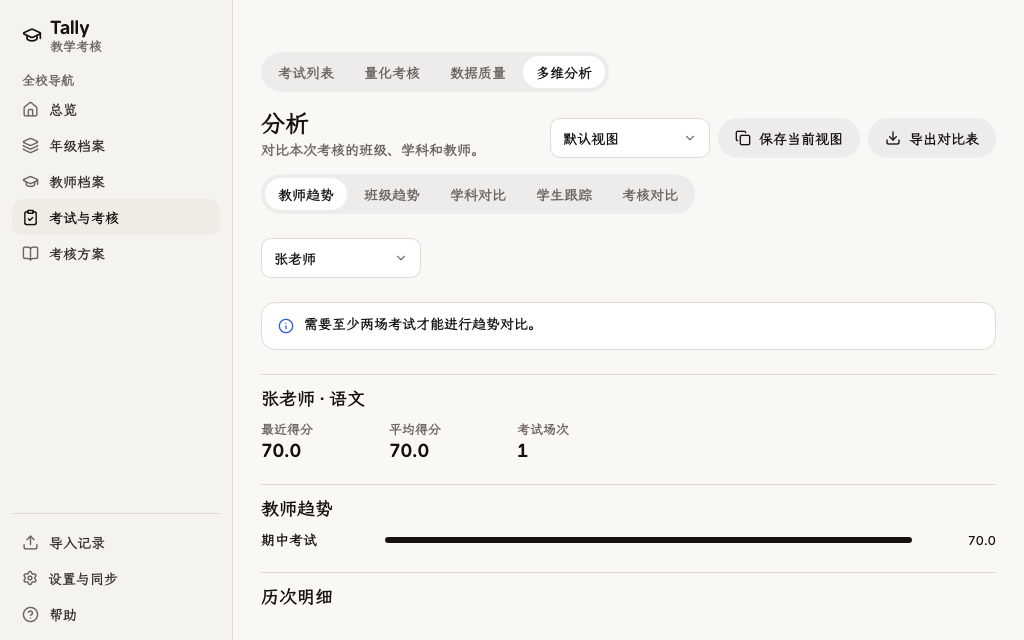 Tally
教学考核
全校导航
总览
年级档案
教师档案
考试与考核
考核方案
导入记录
设置与同步
帮助
考试列表 量化考核 数据质量 多维分析
分析
对比本次考核的班级、学科和教师。
默认视图 保存当前视图 导出对比表
教师趋势 班级趋势 学科对比 学生跟踪 考核对比
张老师
需要至少两场考试才能进行趋势对比。
张老师 · 语文
最近得分 平均得分 考试场次
70.0 70.0 1
教师趋势
期中考试 70.0
历次明细